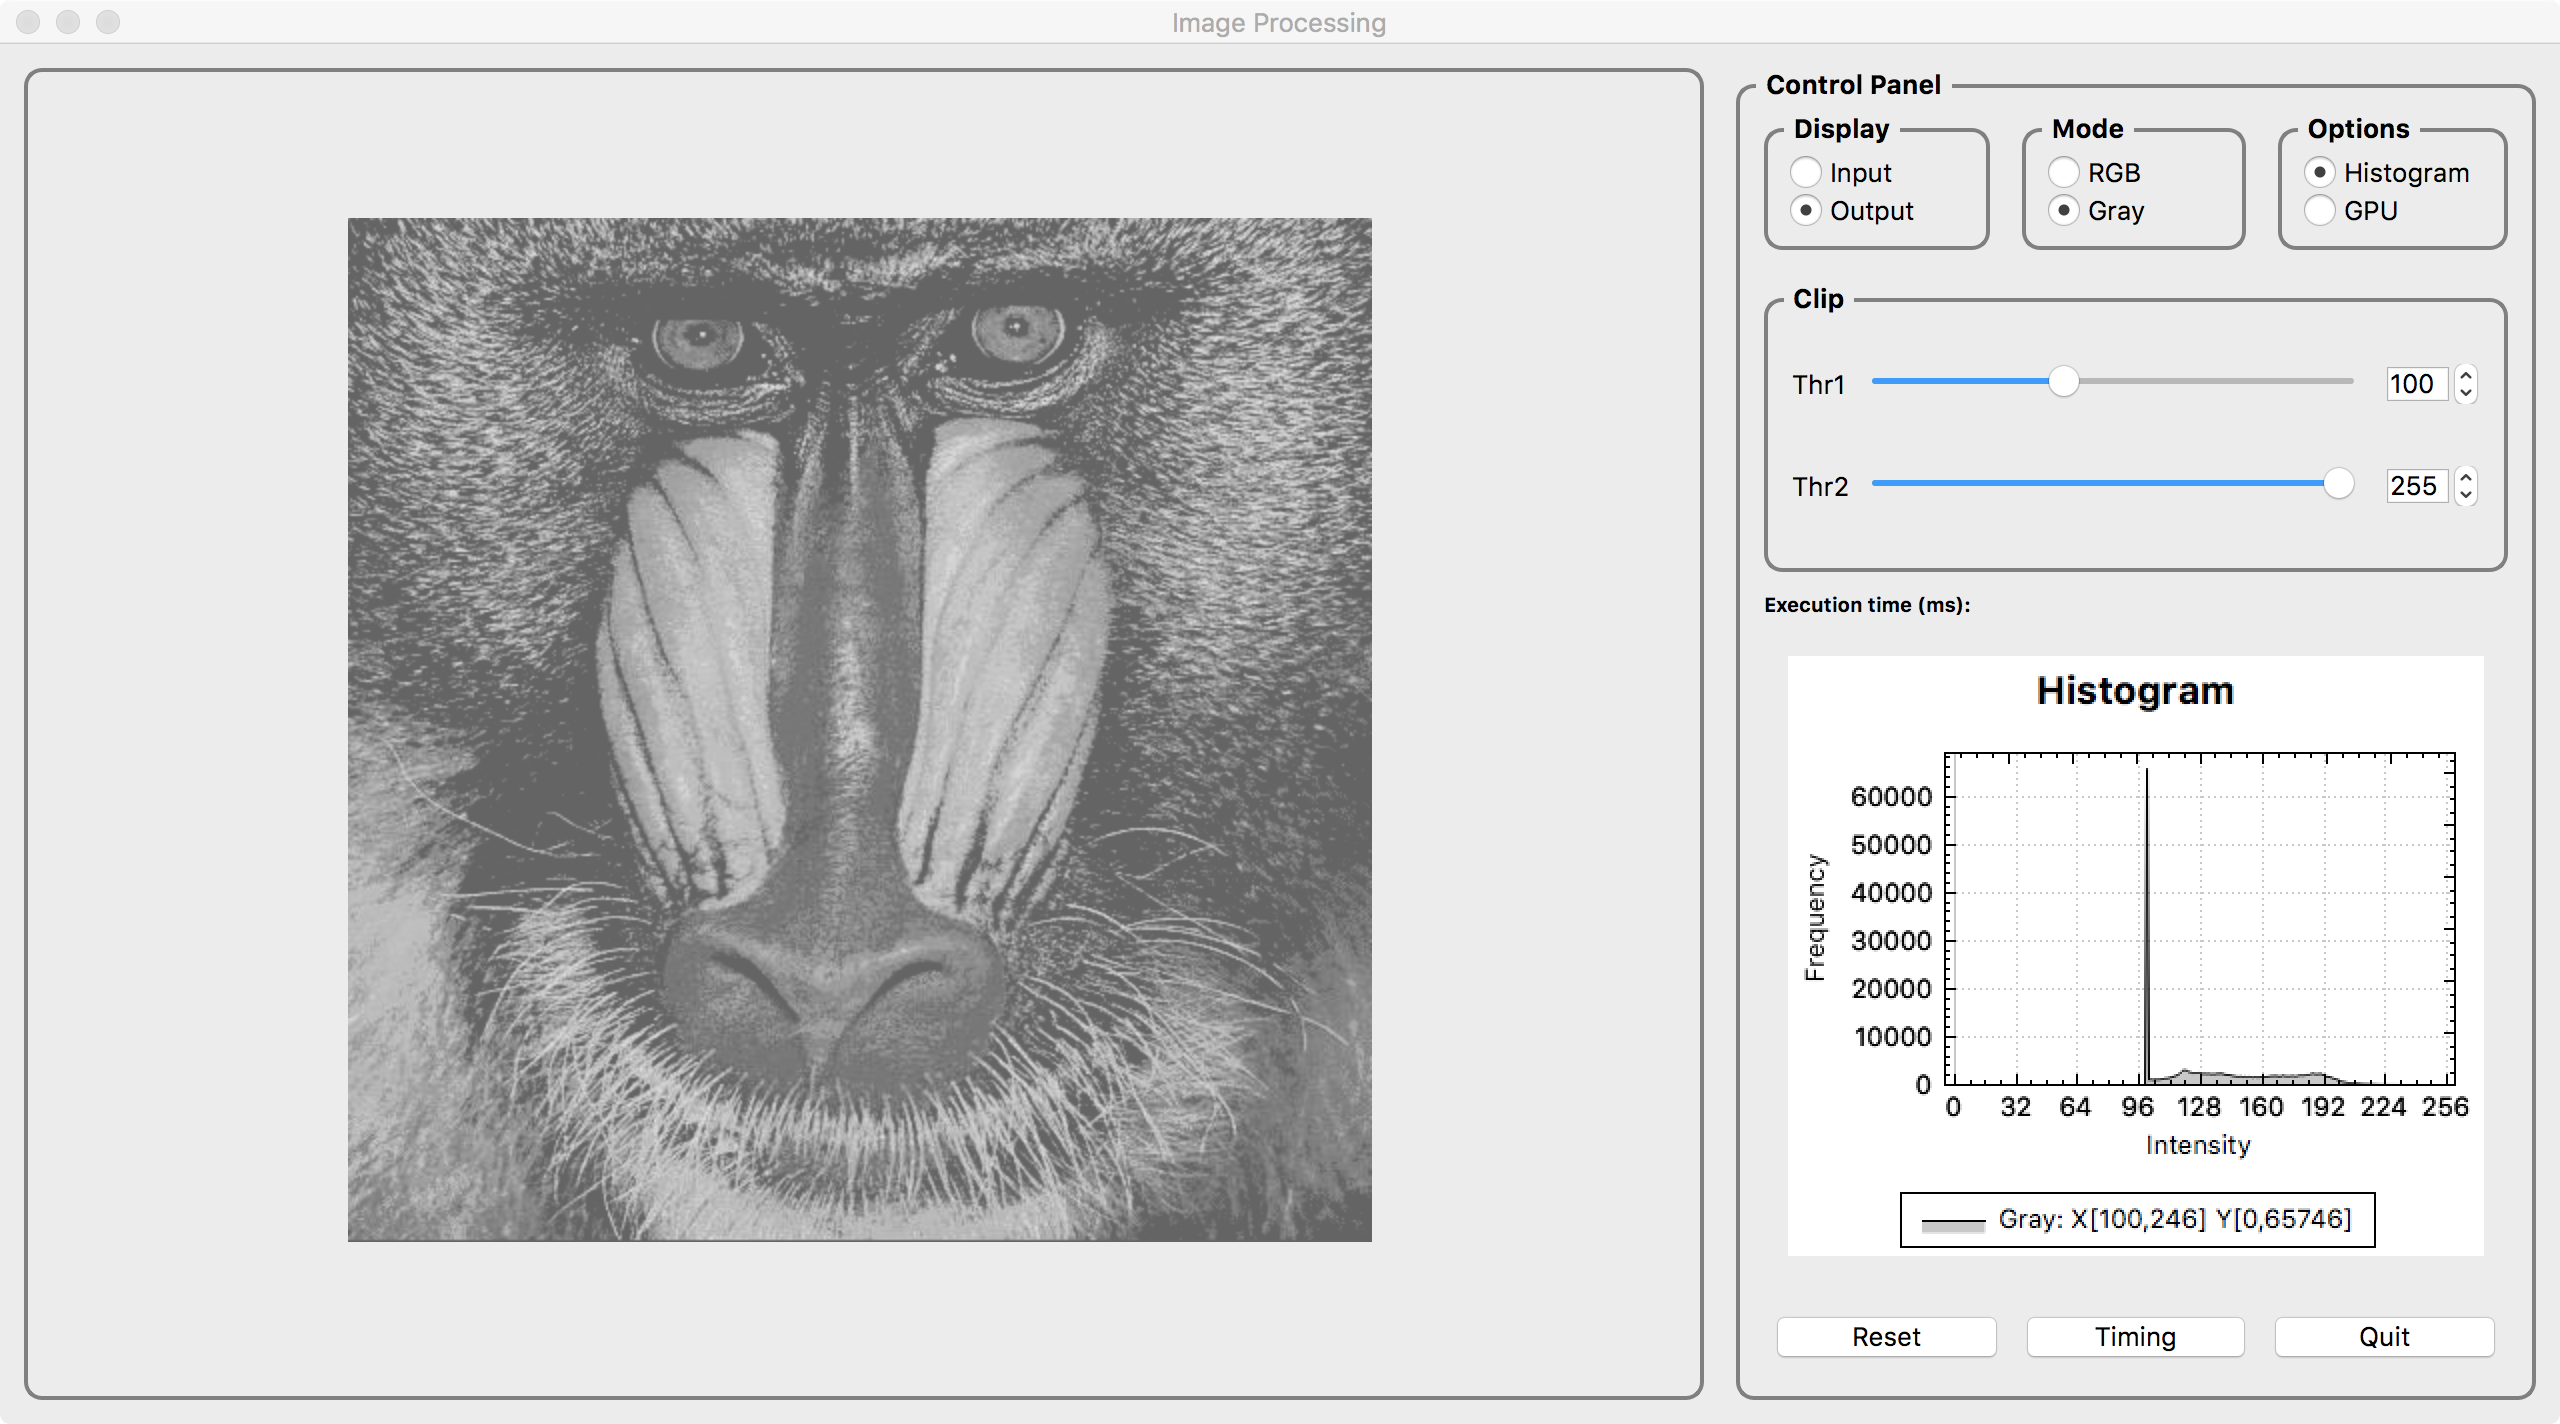 Image Processing
Control Panel
Display
Input
Output
Mode
RGB
Gray
Options
Histogram
GPU
Clip
Thr1
100
Thr2
255
Execution time (ms):
Histogram
Frequency
60000
50000
40000
30000
20000
10000
0
0 32 64 96 128 160 192 224 256
Intensity
Gray: X[100,246] Y[0,65746]
Reset
Timing
Quit